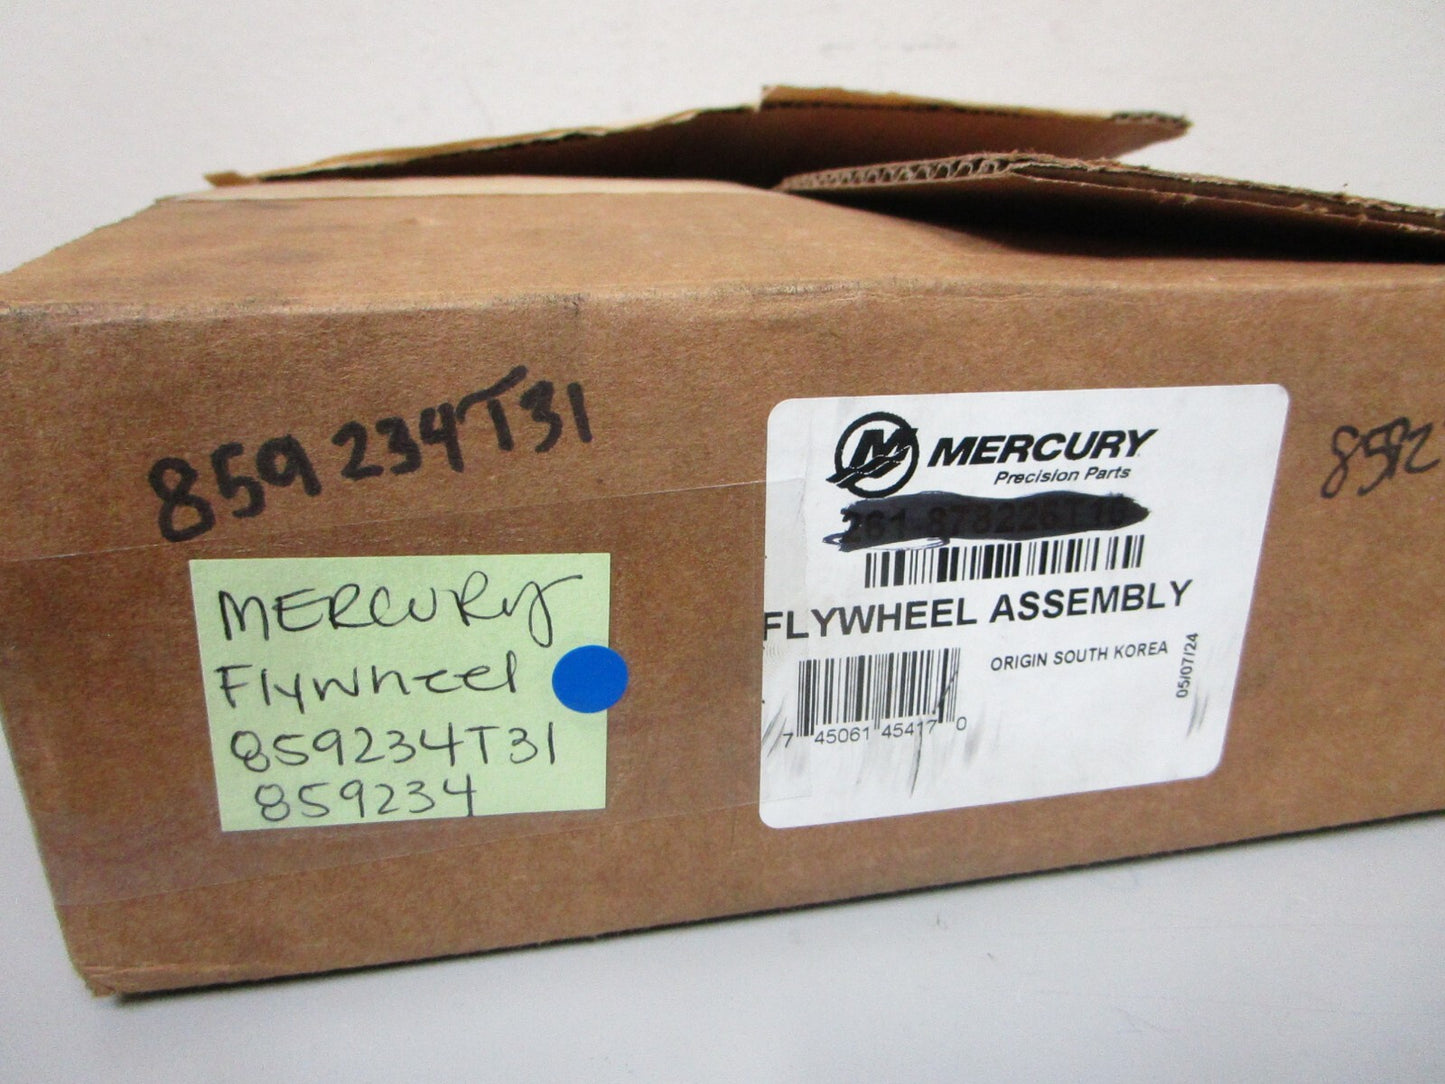 859234T31
MERCURY
Flywheel
859234T31
859234
MERCURY
Precision Parts
FLYWHEEL ASSEMBLY
ORIGIN SOUTH KOREA
05/07/24
7 45061 45417 0